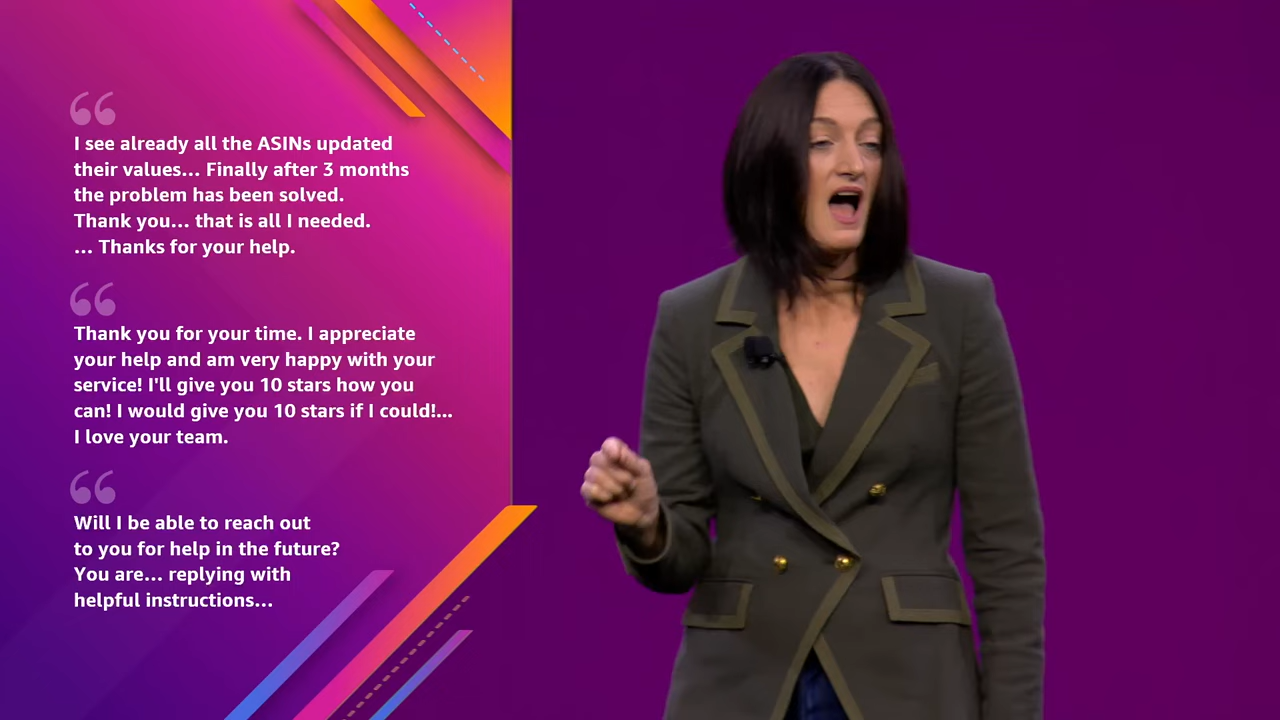 I see already all the ASINs updated
their values... Finally after 3 months
the problem has been solved.
Thank you... that is all I needed.
... Thanks for your help.
Thank you for your time. I appreciate
your help and am very happy with your
service! I'll give you 10 stars how you
can! I would give you 10 stars if I could!...
I love your team.
Will I be able to reach out
to you for help in the future?
You are... replying with
helpful instructions...